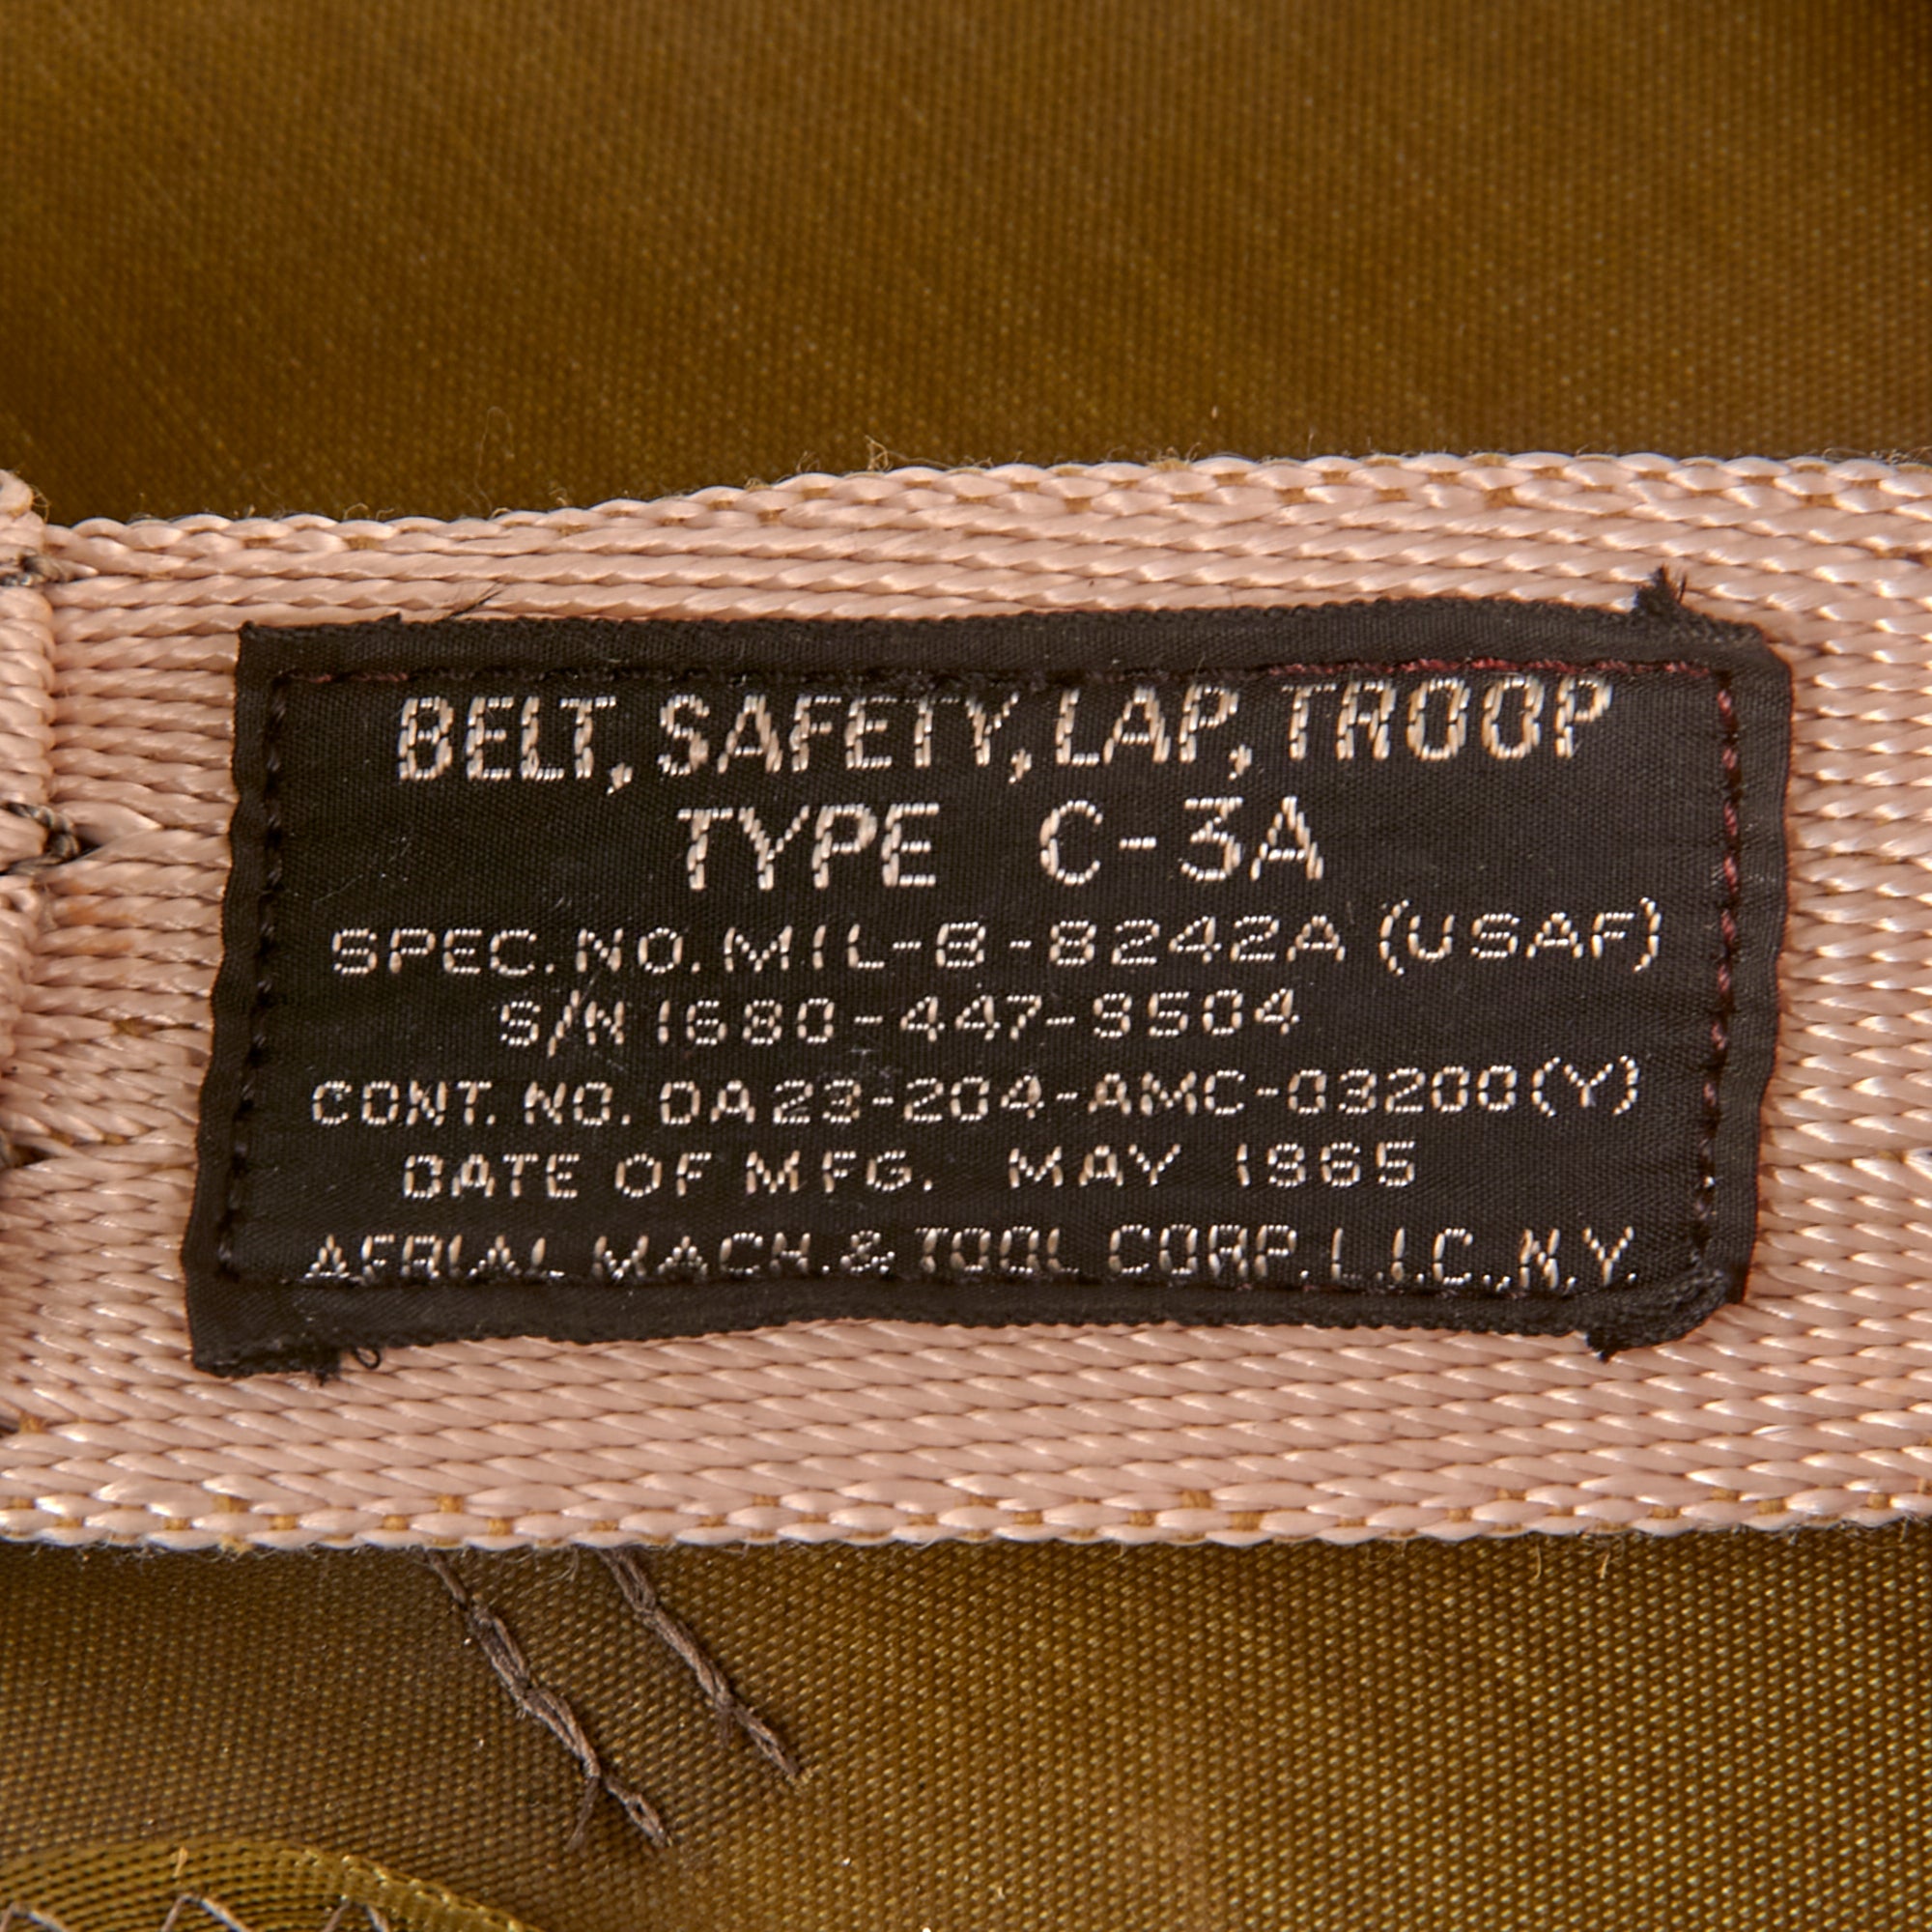 BELT, SAFETY, LAP, TROOP
TYPE C-3A
SPEC. NO. MIL-B-8242A (USAF)
S/N 1680-447-9504
CONT. NO. DA23-204-AMC-03200(Y)
DATE OF MFG. MAY 1965
AERIAL MACH. & TOOL CORP. L.I.C., N.Y.